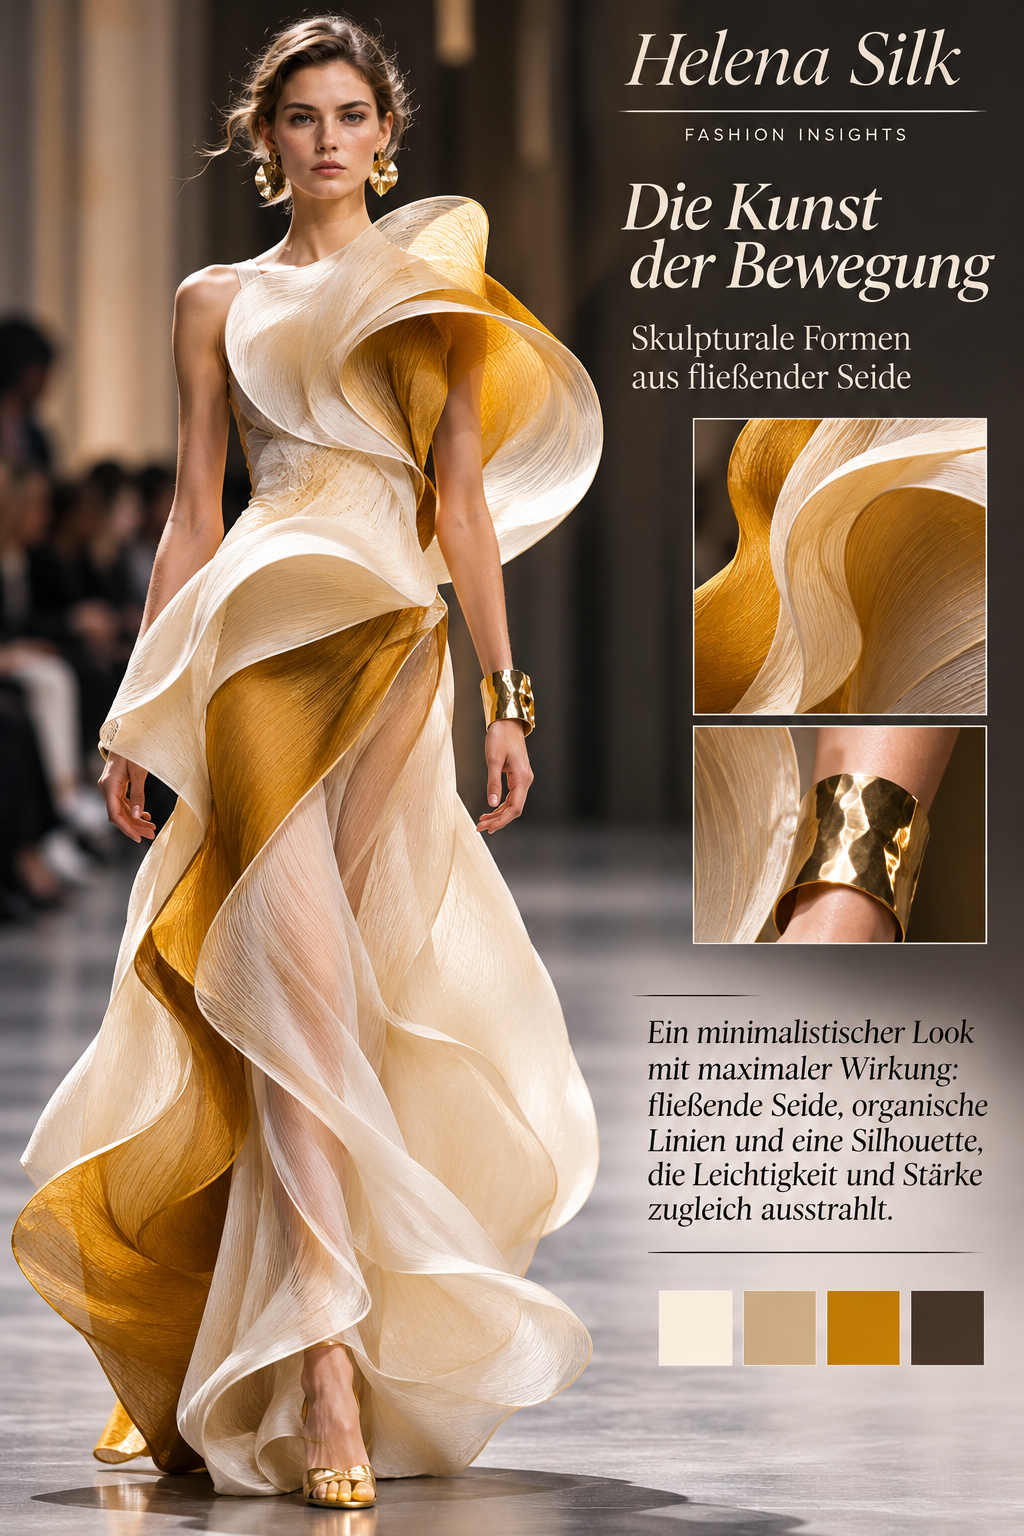 Helena Silk
FASHION INSIGHTS
Die Kunst
der Bewegung
Skulpturale Formen
aus fließender Seide
Ein minimalistischer Look
mit maximaler Wirkung:
fließende Seide, organische
Linien und eine Silhouette,
die Leichtigkeit und Stärke
zugleich ausstrahlt.